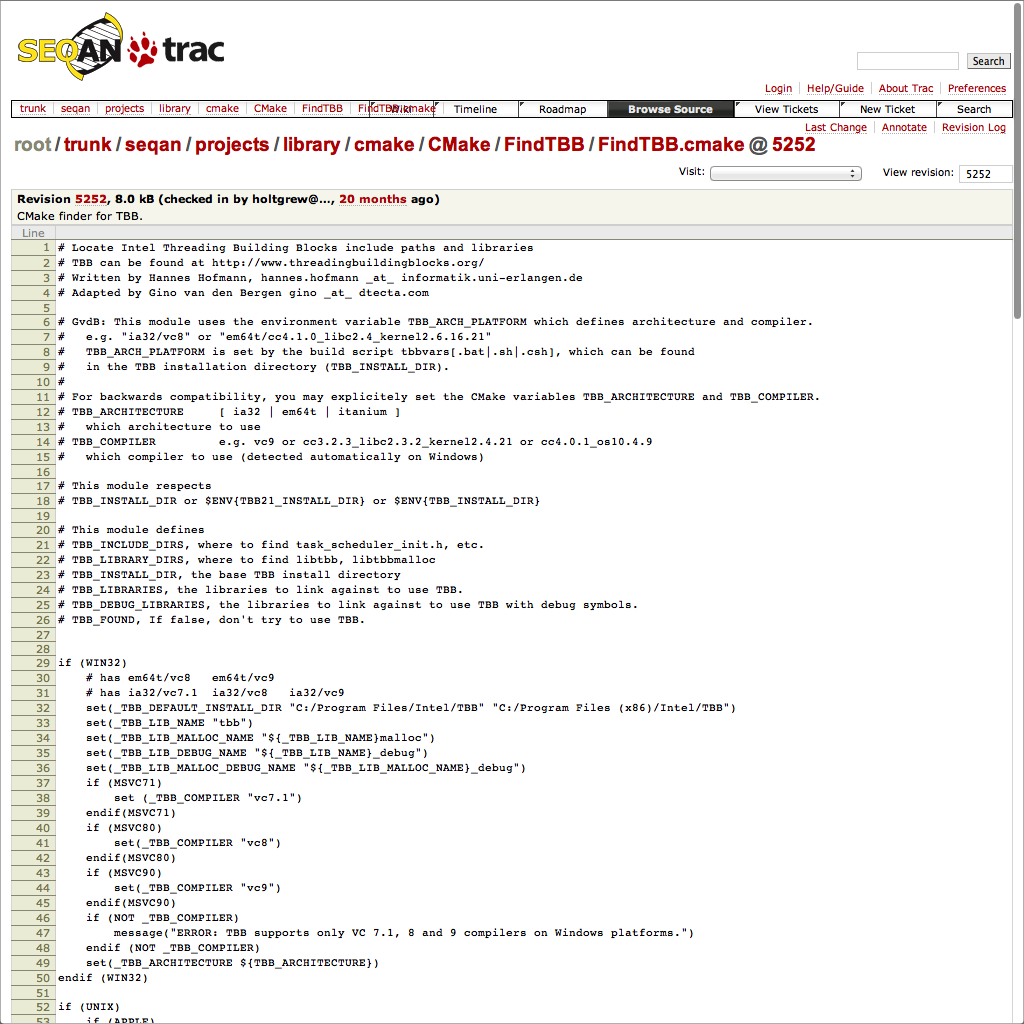 SEQAN trac
Search
Login Help/Guide About Trac Preferences
trunk seqan projects library cmake CMake FindTBB FindTBB.cmake Wiki Timeline Roadmap Browse Source View Tickets New Ticket Search
Last Change Annotate Revision Log
root/trunk/seqan/projects/library/cmake/CMake/FindTBB/FindTBB.cmake @ 5252
Visit: View revision: 5252
Revision 5252, 8.0 kB (checked in by holtgrew@..., 20 months ago)
CMake finder for TBB.
Line
1 # Locate Intel Threading Building Blocks include paths and libraries
2 # TBB can be found at http://www.threadingbuildingblocks.org/
3 # Written by Hannes Hofmann, hannes.hofmann _at_ informatik.uni-erlangen.de
4 # Adapted by Gino van den Bergen gino _at_ dtecta.com
5
6 # GvdB: This module uses the environment variable TBB_ARCH_PLATFORM which defines architecture and compiler.
7 #   e.g. "ia32/vc8" or "em64t/cc4.1.0_libc2.4_kernel2.6.16.21"
8 #   TBB_ARCH_PLATFORM is set by the build script tbbvars[.bat|.sh|.csh], which can be found
9 #   in the TBB installation directory (TBB_INSTALL_DIR).
10 #
11 # For backwards compatibility, you may explicitely set the CMake variables TBB_ARCHITECTURE and TBB_COMPILER.
12 # TBB_ARCHITECTURE     [ ia32 | em64t | itanium ]
13 #   which architecture to use
14 # TBB_COMPILER         e.g. vc9 or cc3.2.3_libc2.3.2_kernel2.4.21 or cc4.0.1_os10.4.9
15 #   which compiler to use (detected automatically on Windows)
16
17 # This module respects
18 # TBB_INSTALL_DIR or $ENV{TBB21_INSTALL_DIR} or $ENV{TBB_INSTALL_DIR}
19
20 # This module defines
21 # TBB_INCLUDE_DIRS, where to find task_scheduler_init.h, etc.
22 # TBB_LIBRARY_DIRS, where to find libtbb, libtbbmalloc
23 # TBB_INSTALL_DIR, the base TBB install directory
24 # TBB_LIBRARIES, the libraries to link against to use TBB.
25 # TBB_DEBUG_LIBRARIES, the libraries to link against to use TBB with debug symbols.
26 # TBB_FOUND, If false, don't try to use TBB.
27
28
29 if (WIN32)
30     # has em64t/vc8   em64t/vc9
31     # has ia32/vc7.1  ia32/vc8   ia32/vc9
32     set(_TBB_DEFAULT_INSTALL_DIR "C:/Program Files/Intel/TBB" "C:/Program Files (x86)/Intel/TBB")
33     set(_TBB_LIB_NAME "tbb")
34     set(_TBB_LIB_MALLOC_NAME "${_TBB_LIB_NAME}malloc")
35     set(_TBB_LIB_DEBUG_NAME "${_TBB_LIB_NAME}_debug")
36     set(_TBB_LIB_MALLOC_DEBUG_NAME "${_TBB_LIB_MALLOC_NAME}_debug")
37     if (MSVC71)
38         set (_TBB_COMPILER "vc7.1")
39     endif(MSVC71)
40     if (MSVC80)
41         set(_TBB_COMPILER "vc8")
42     endif(MSVC80)
43     if (MSVC90)
44         set(_TBB_COMPILER "vc9")
45     endif(MSVC90)
46     if (NOT _TBB_COMPILER)
47         message("ERROR: TBB supports only VC 7.1, 8 and 9 compilers on Windows platforms.")
48     endif (NOT _TBB_COMPILER)
49     set(_TBB_ARCHITECTURE ${TBB_ARCHITECTURE})
50 endif (WIN32)
51
52 if (UNIX)
53     if (APPLE)